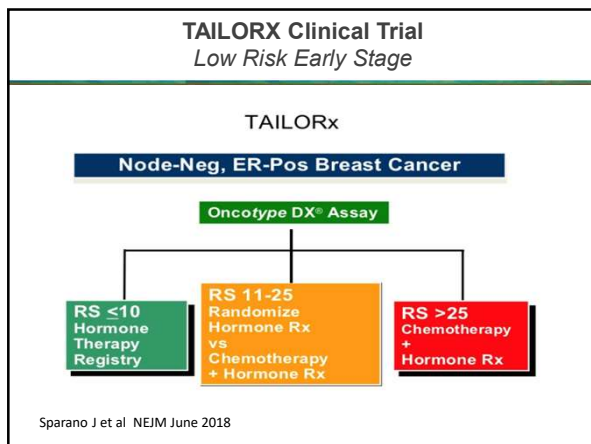 TAILORX Clinical Trial
Low Risk Early Stage
TAILORx
Node-Neg, ER-Pos Breast Cancer
Oncotype DX® Assay
RS ≤10
Hormone
Therapy
Registry
RS 11-25
Randomize
Hormone Rx
vs
Chemotherapy
+ Hormone Rx
RS >25
Chemotherapy
+
Hormone Rx
Sparano J et al NEJM June 2018